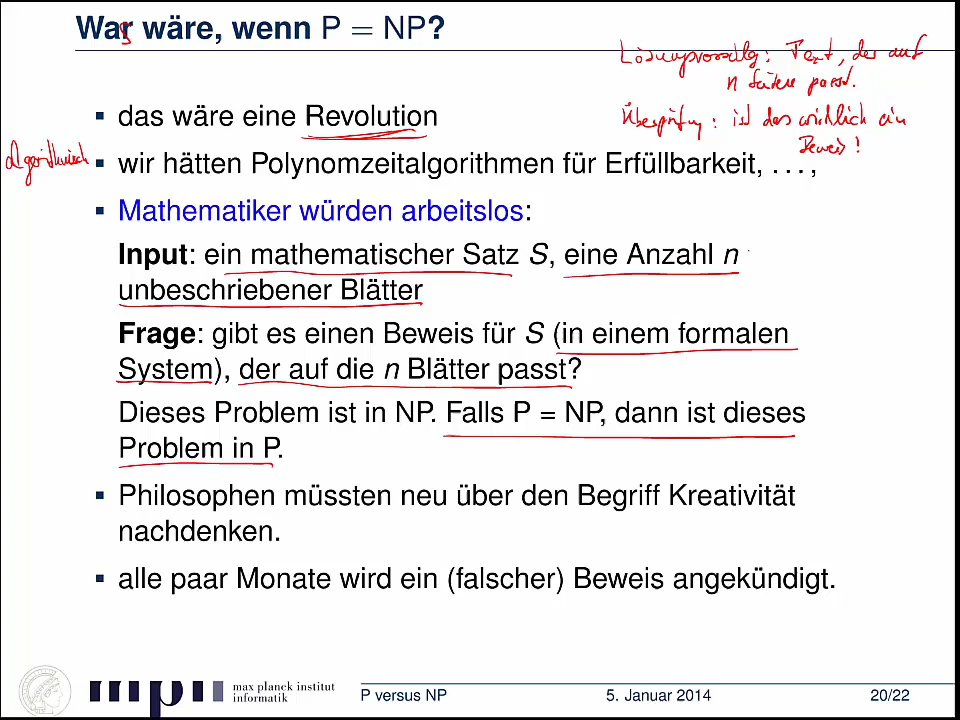 War wäre, wenn P = NP?
s
Lösungsvorschlag: Text, der auf
n Seiten passt.
Überprüfung: ist das wirklich ein
Beweis!
▪ das wäre eine Revolution
algorithmisch
▪ wir hätten Polynomzeitalgorithmen für Erfüllbarkeit, ...,
▪ Mathematiker würden arbeitslos:
Input: ein mathematischer Satz S, eine Anzahl n
unbeschriebener Blätter
Frage: gibt es einen Beweis für S (in einem formalen
System), der auf die n Blätter passt?
Dieses Problem ist in NP. Falls P = NP, dann ist dieses
Problem in P.
▪ Philosophen müssten neu über den Begriff Kreativität
nachdenken.
▪ alle paar Monate wird ein (falscher) Beweis angekündigt.
max planck institut
informatik
P versus NP
5. Januar 2014
20/22